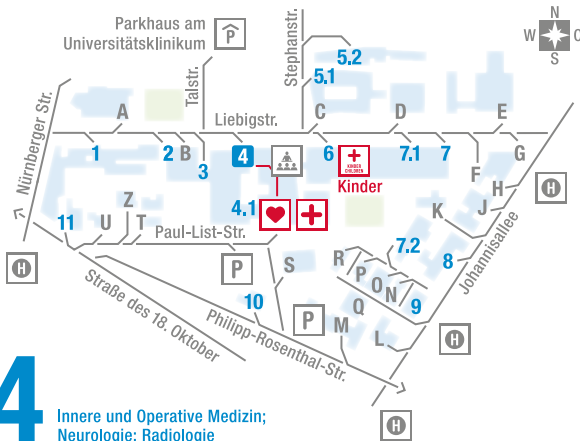 Parkhaus am
Universitätsklinikum
P
N
W
O
S
Stephanstr.
5.2
5.1
Talstr.
Nürnberger Str.
A
Liebigstr.
C
D
E
1
2
B
3
4
6
KINDER
CHILDREN
Kinder
7.1
7
F
G
H
H
J
K
4.1
Z
11
U
T
Paul-List-Str.
Johannisallee
7.2
8
H
P
S
R
P
O
N
9
Q
Straße des 18. Oktober
10
P
M
L
H
Philipp-Rosenthal-Str.
H
4
Innere und Operative Medizin;
Neurologie; Radiologie